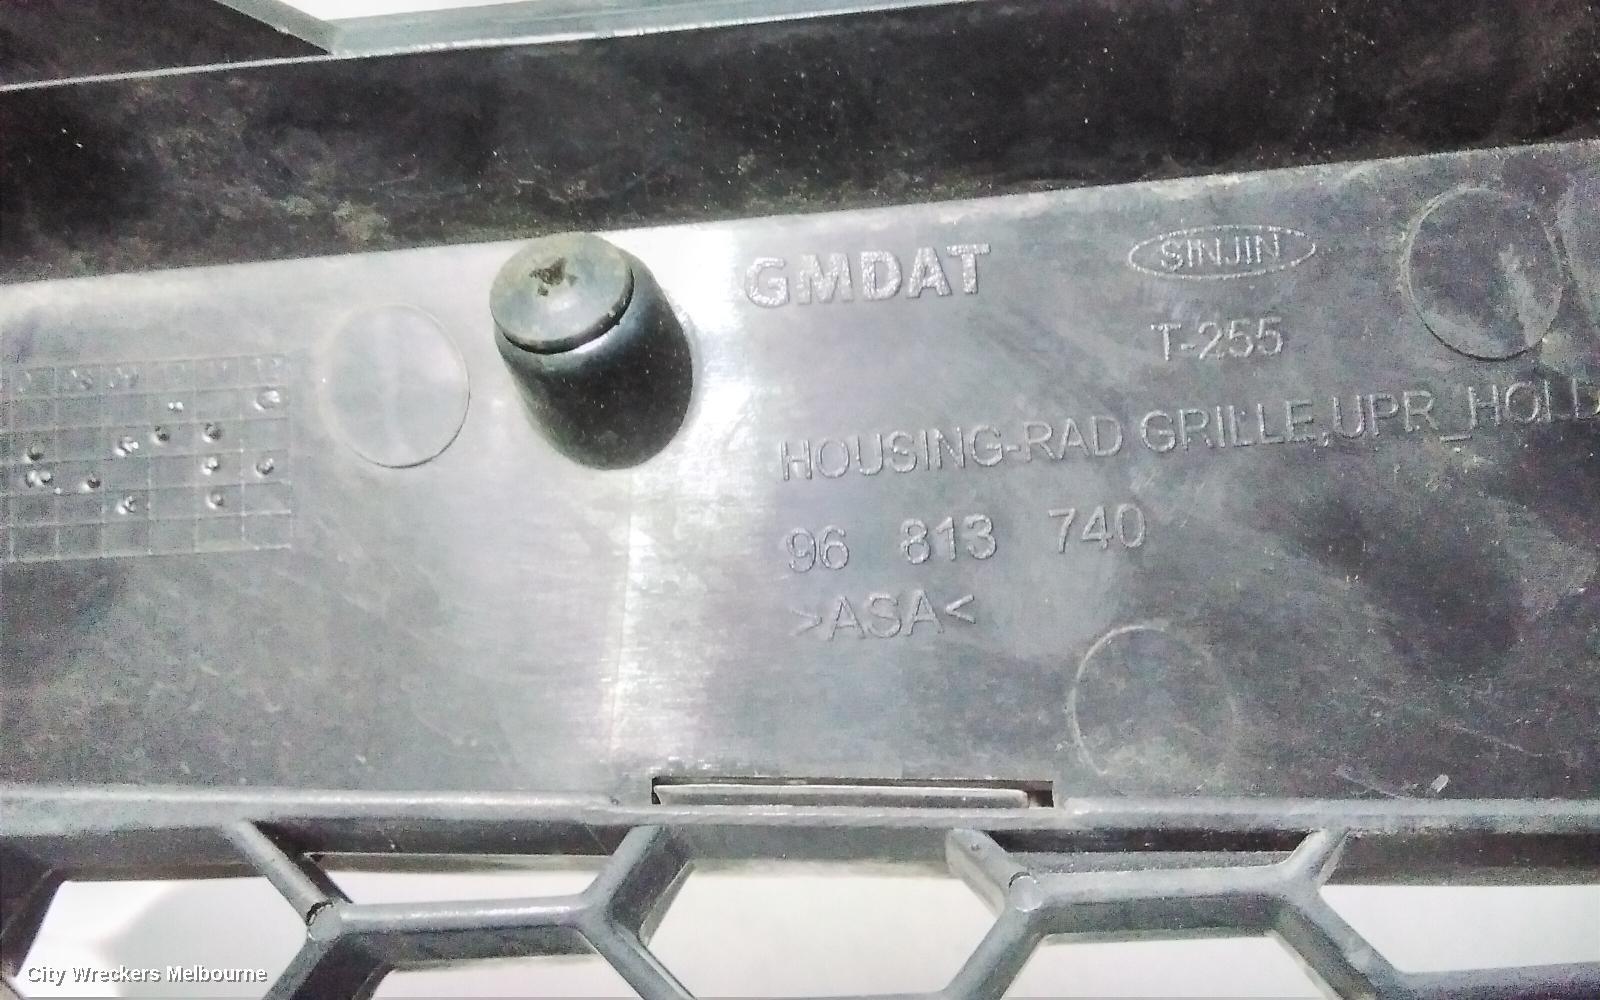 GMDAT
SINJIN
T-255
HOUSING-RAD GRILLE,UPR_HOLD
96 813 740
>ASA<
City Wreckers Melbourne